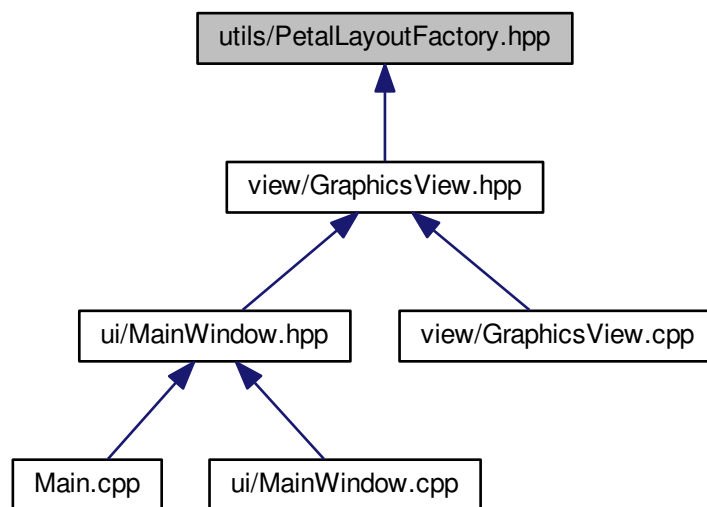 utils/PetalLayoutFactory.hpp
view/GraphicsView.hpp
ui/MainWindow.hpp
view/GraphicsView.cpp
Main.cpp
ui/MainWindow.cpp